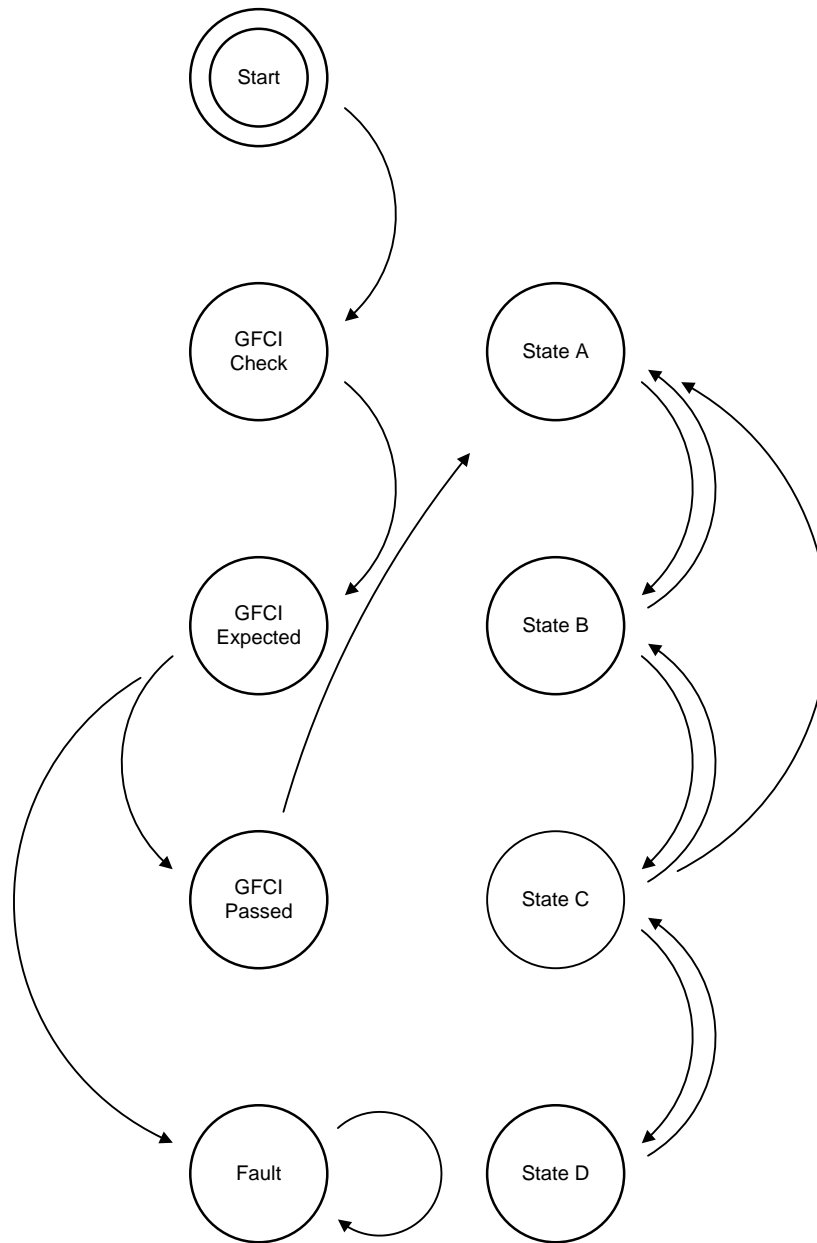 Start
GFCI
Check
State A
GFCI
Expected
State B
GFCI
Passed
State C
Fault
State D